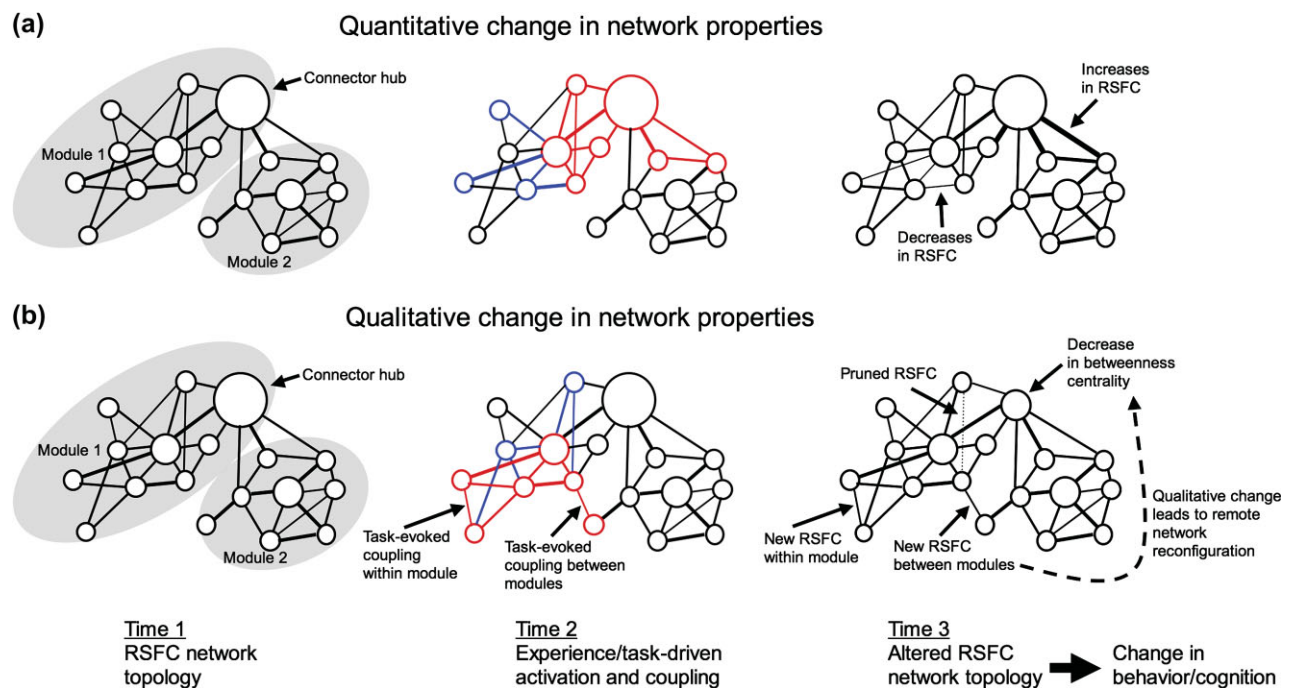 (a)
Quantitative change in network properties
Connector hub
Module 1
Module 2
Increases
in RSFC
Decreases
in RSFC
(b)
Qualitative change in network properties
Connector hub
Module 1
Module 2
Task-evoked
coupling
within module
Task-evoked
coupling between
modules
Pruned RSFC
Decrease
in betweenness
centrality
New RSFC
within module
New RSFC
between modules
Qualitative change
leads to remote
network
reconfiguration
Time 1
RSFC network
topology
Time 2
Experience/task-driven
activation and coupling
Time 3
Altered RSFC
network topology
Change in
behavior/cognition